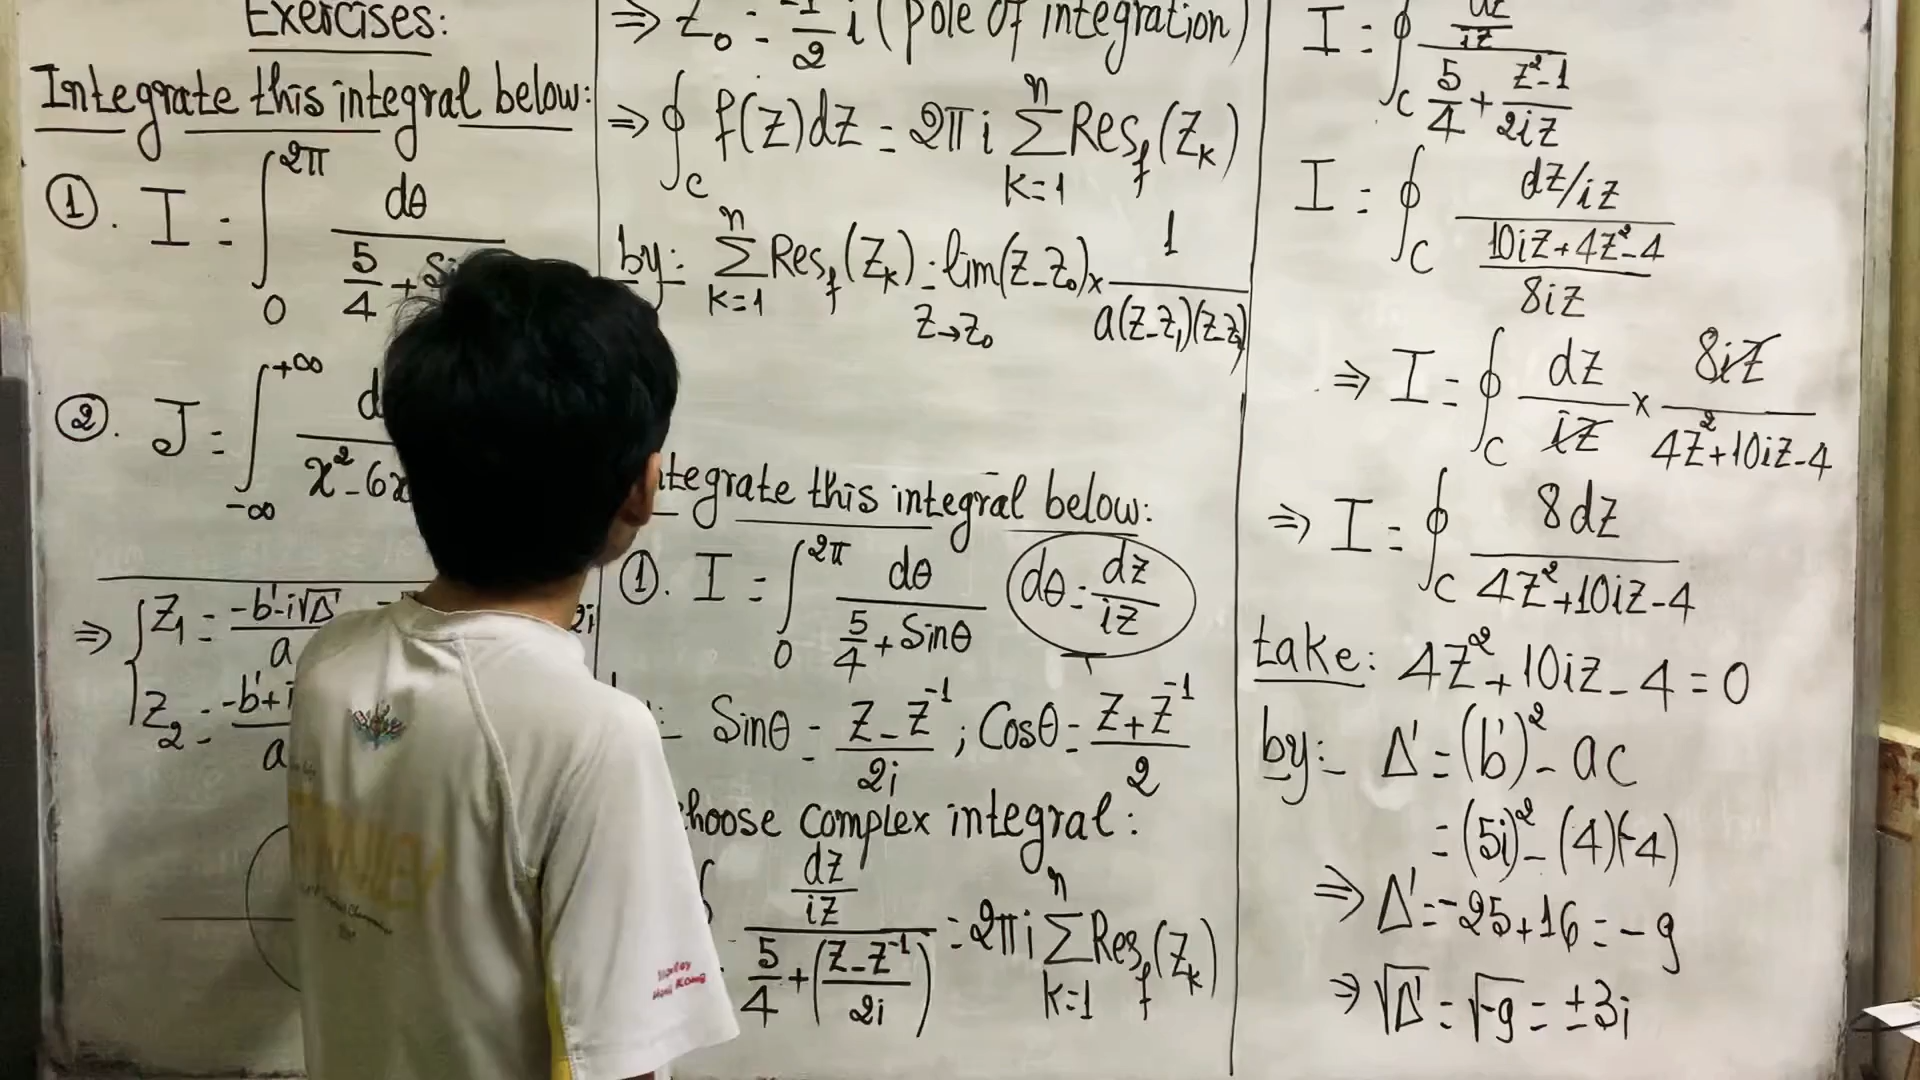 Exercises:
Integrate this integral below:
①. I = ∫₀^2π dθ / (5/4 + Si
②. J = ∫₋∞^+∞ d / x² - 6x
⇒ { Z₁ = (-b' - i√Δ') / a = 2i
Z₂ = (-b' + i / a
⇒ Z₀ = -1/2 i (pole of integration)
⇒ ∮_C f(Z)dZ = 2π i Σ_{K=1}^n Res_f(Z_K)
by: Σ_{K=1}^n Res_f(Z_K) = lim_{Z→Z₀} (Z - Z₀) × 1 / a(Z - Z₁)(Z - Z₂
tegrate this integral below:
①. I = ∫₀^2π dθ / (5/4 + Sinθ) dθ = dz / iz
Sinθ = (Z - Z⁻¹) / 2i ; Cosθ = (Z + Z⁻¹) / 2
hoose complex integral:
(dz / iz) / (5/4 + ((Z - Z⁻¹) / 2i)) = 2π i Σ_{K=1}^n Res_f(Z_K)
I = ∮_C (dz / iz) / (5/4 + (Z² - 1) / 2iZ)
I = ∮_C (dZ/iZ) / ((10iZ + 4Z² - 4) / 8iZ)
⇒ I = ∮_C dZ / iZ × 8iZ / (4Z² + 10iZ - 4)
⇒ I = ∮_C 8dZ / (4Z² + 10iZ - 4)
take: 4Z² + 10iZ - 4 = 0
by:- Δ' = (b')² - ac
= (5i)² - (4)(-4)
⇒ Δ' = -25 + 16 = -9
⇒ √Δ' = √-9 = ±3i